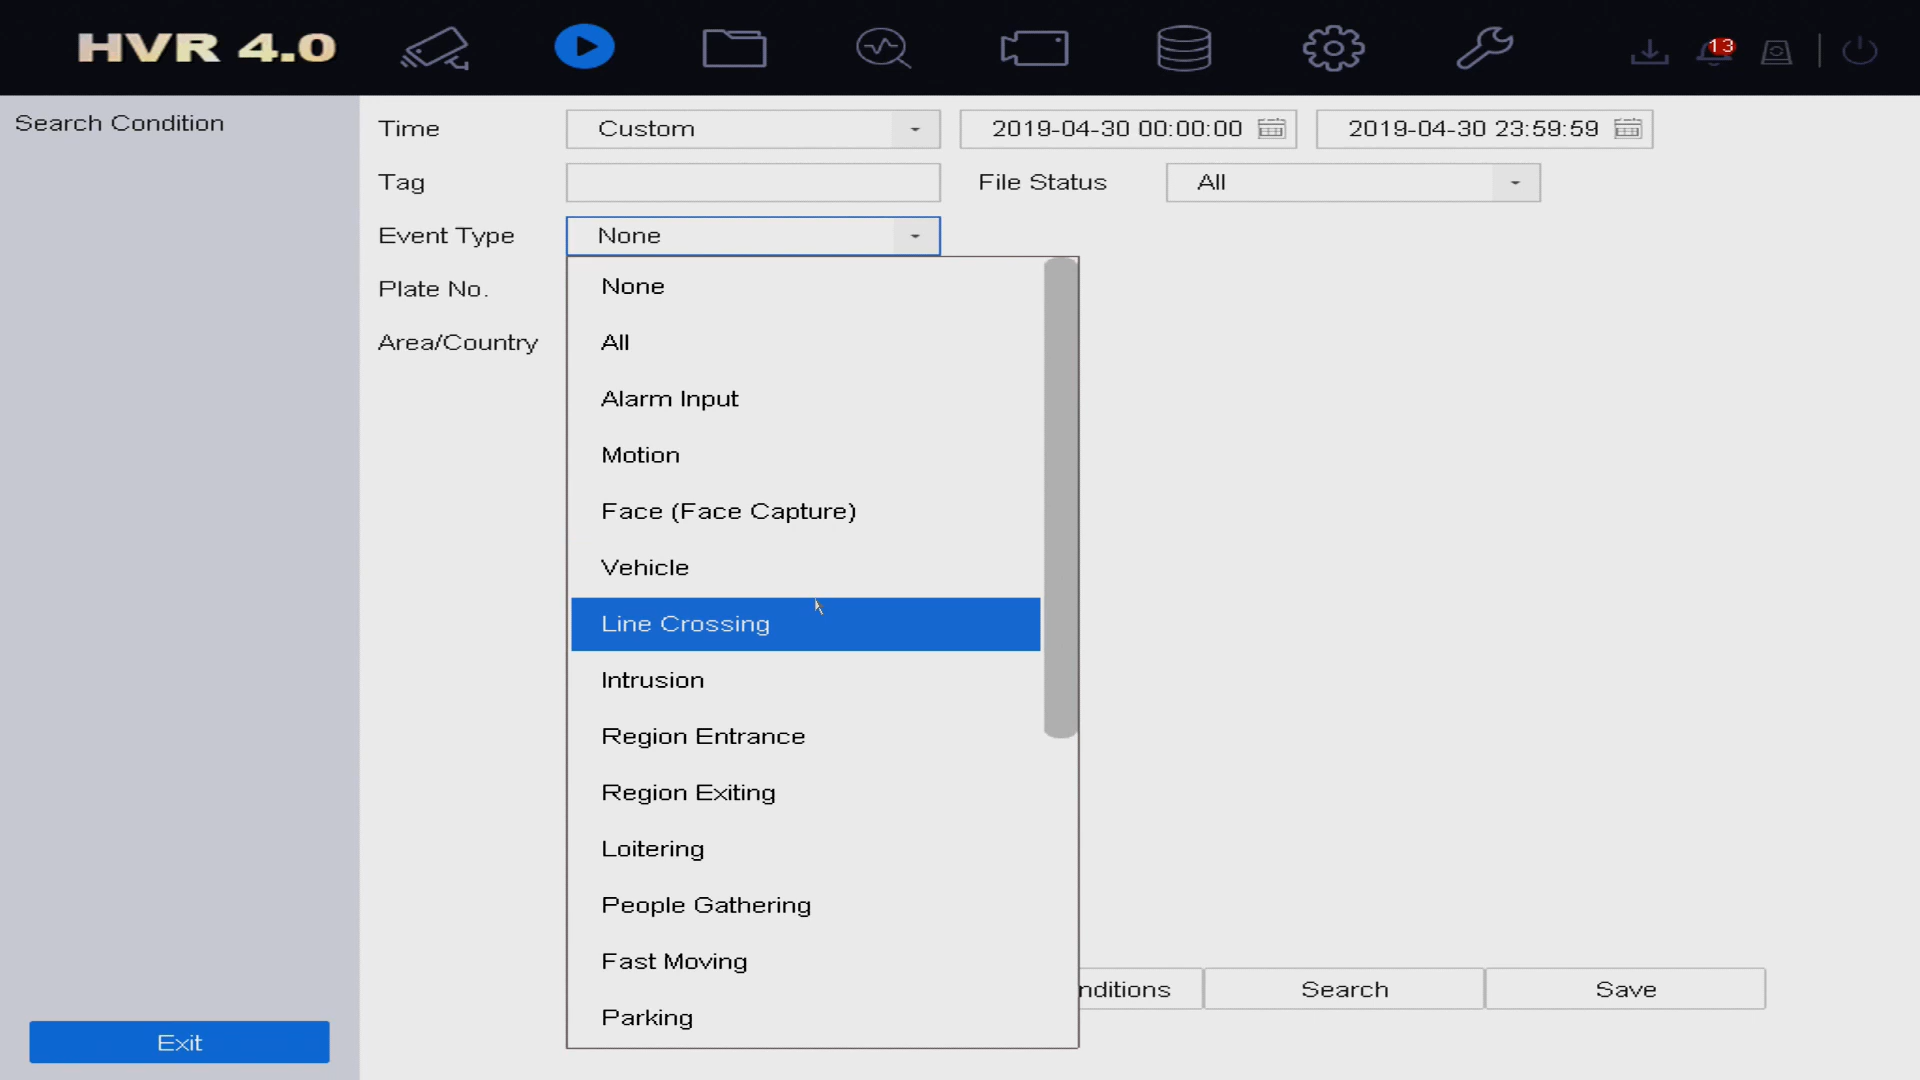 HVR 4.0
13
Search Condition
Time Custom 2019-04-30 00:00:00 2019-04-30 23:59:59
Tag File Status All
Event Type None
Plate No.
Area/Country
None
All
Alarm Input
Motion
Face (Face Capture)
Vehicle
Line Crossing
Intrusion
Region Entrance
Region Exiting
Loitering
People Gathering
Fast Moving
Parking
nditions Search Save
Exit